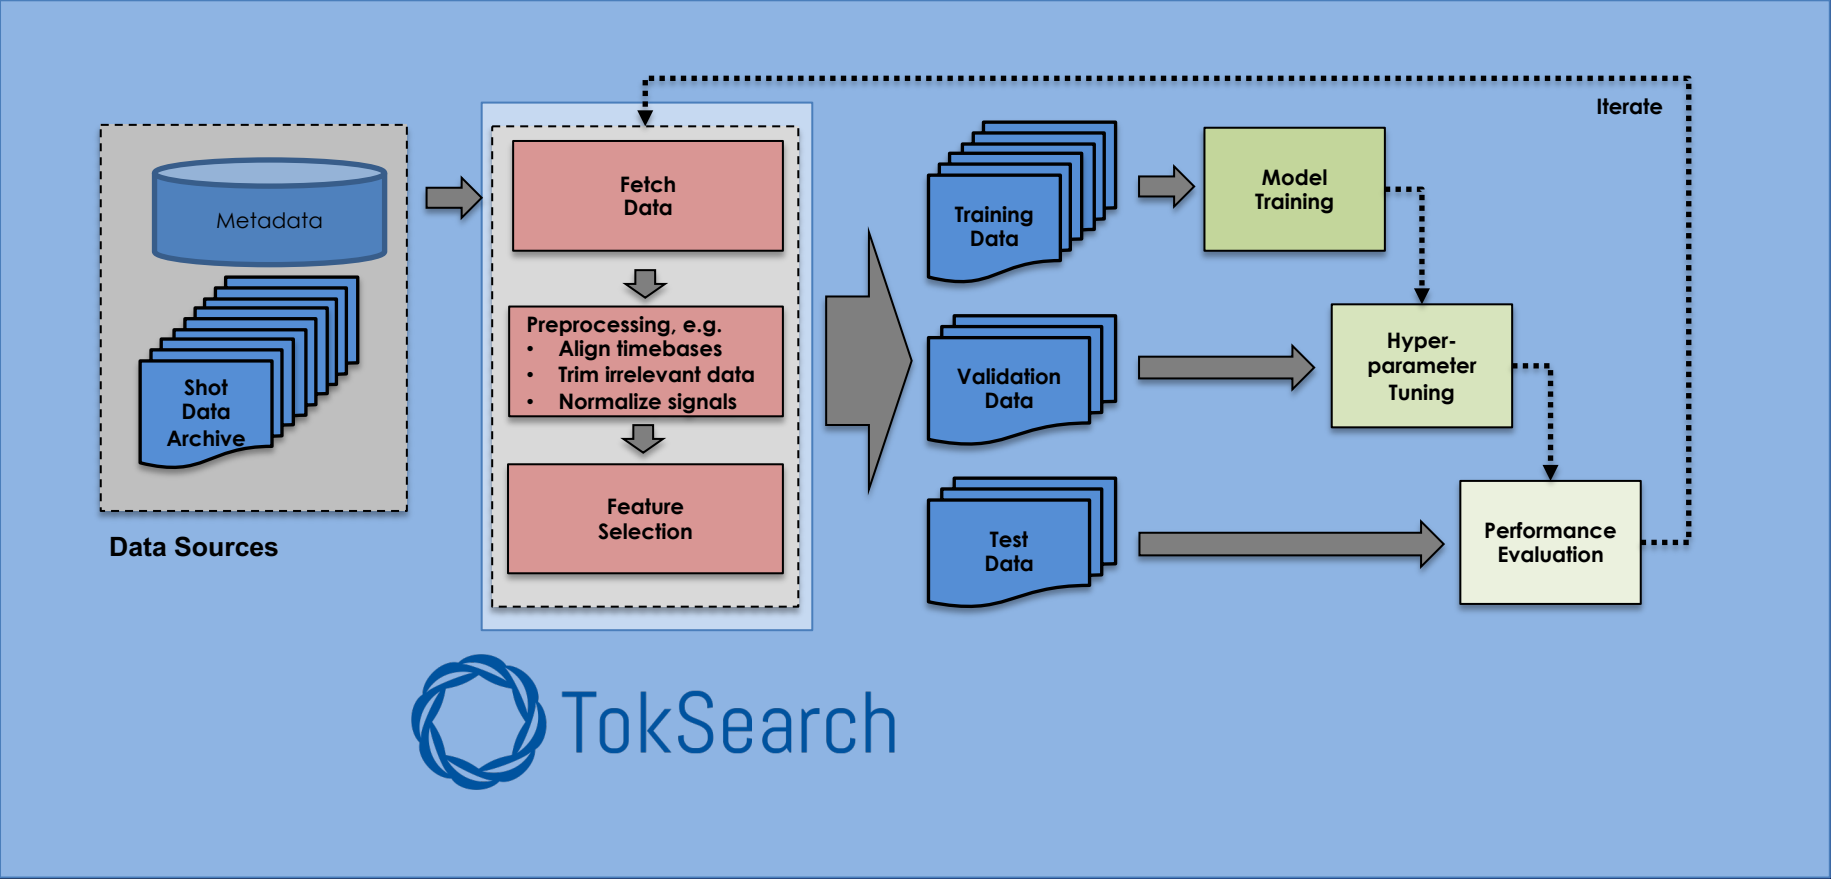 Iterate
Metadata
Shot
Data
Archive
Data Sources
Fetch
Data
Preprocessing, e.g.
• Align timebases
• Trim irrelevant data
• Normalize signals
Feature
Selection
Training
Data
Validation
Data
Test
Data
Model
Training
Hyper-
parameter
Tuning
Performance
Evaluation
TokSearch